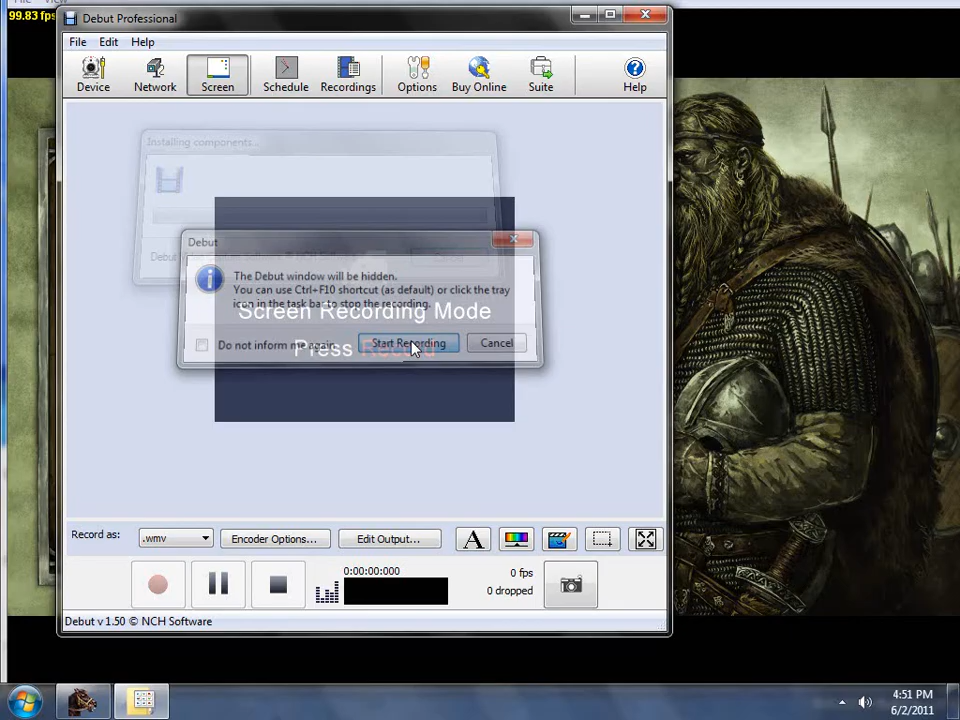 99.83 fps
Debut Professional
File Edit Help
Device Network Screen Schedule Recordings Options Buy Online Suite Help
Installing components...
Debut
The Debut window will be hidden.
You can use Ctrl+F10 shortcut (as default) or click the tray
icon in the task bar to stop the recording.
Screen Recording Mode
Do not inform me again Start Recording Cancel
Press Record
Record as: .wmv Encoder Options... Edit Output... A
0:00:00:000 0 fps
0 dropped
Debut v 1.50 © NCH Software
4:51 PM
6/2/2011